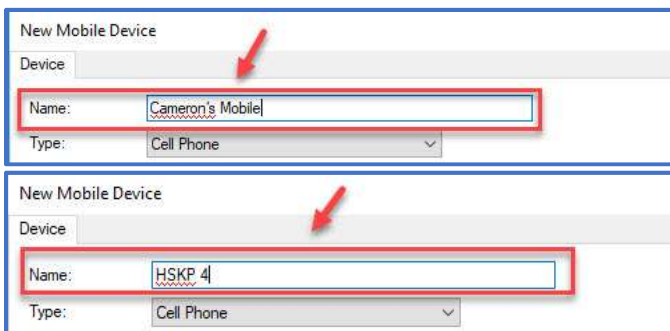 New Mobile Device
Device
Name: Cameron's Mobile
Type: Cell Phone
New Mobile Device
Device
Name: HSKP 4
Type: Cell Phone